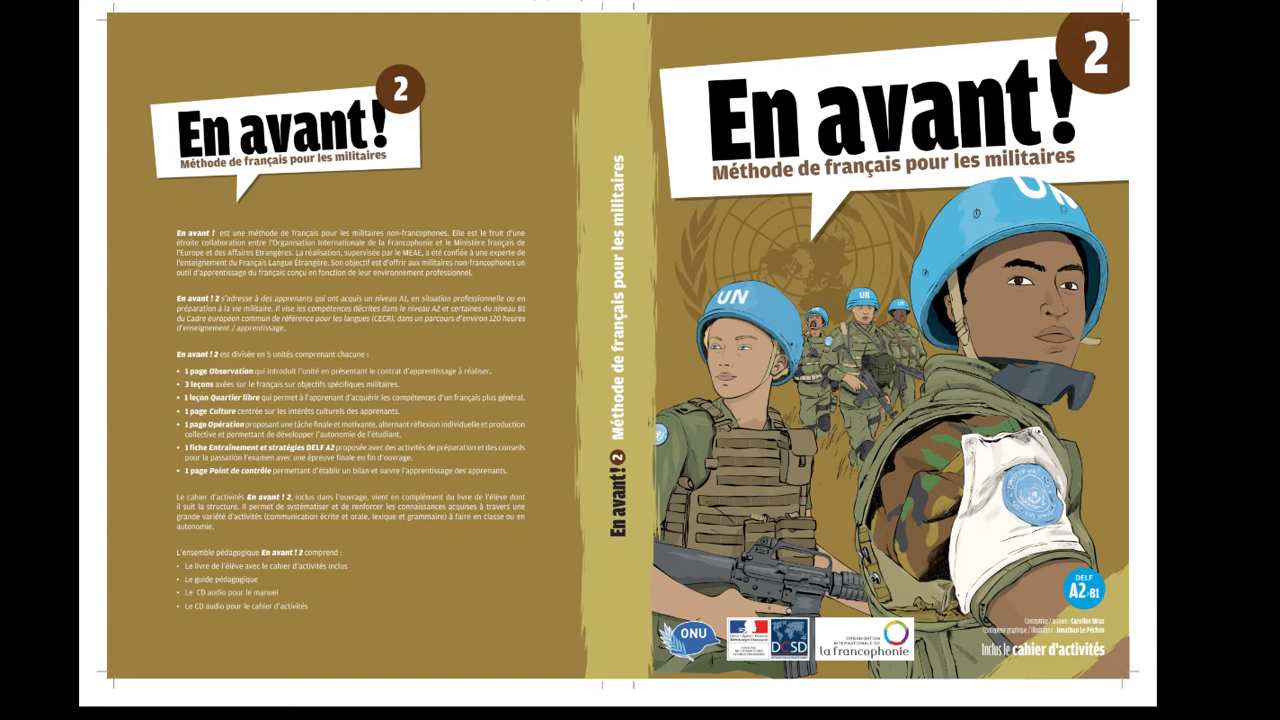 En avant !
2
Méthode de français pour les militaires
En avant ! est une méthode de français pour les militaires non-francophones. Elle est le fruit d'une
étroite collaboration entre l'Organisation Internationale de la Francophonie et le Ministère français de
l'Europe et des Affaires Etrangères. La réalisation, supervisée par le MEAE, a été confiée à une experte de
l'enseignement du Français Langue Étrangère. Son objectif est d'offrir aux militaires non-francophones un
outil d'apprentissage du français conçu en fonction de leur environnement professionnel.
En avant ! 2 s'adresse à des apprenants qui ont acquis un niveau A1, en situation professionnelle ou en
préparation à la vie militaire. Il vise les compétences décrites dans le niveau A2 et certaines du niveau B1
du Cadre européen commun de référence pour les langues (CECR), dans un parcours d'environ 120 heures
d'enseignement / apprentissage.
En avant ! 2 est divisée en 5 unités comprenant chacune :
• 1 page Observation qui introduit l'unité en présentant le contrat d'apprentissage à réaliser.
• 3 leçons axées sur le français sur objectifs spécifiques militaires.
• 1 leçon Quartier libre qui permet à l'apprenant d'acquérir les compétences d'un français plus général.
• 1 page Culture centrée sur les intérêts culturels des apprenants.
• 1 page Opération proposant une tâche finale et motivante, alternant réflexion individuelle et production
collective et permettant de développer l'autonomie de l'étudiant.
• 1 fiche Entraînement et stratégies DELF A2 proposée avec des activités de préparation et des conseils
pour la passation l'examen avec une épreuve finale en fin d'ouvrage.
• 1 page Point de contrôle permettant d'établir un bilan et suivre l'apprentissage des apprenants.
Le cahier d'activités En avant ! 2, inclus dans l'ouvrage, vient en complément du livre de l'élève dont
il suit la structure. Il permet de systématiser et de renforcer les connaissances acquises à travers une
grande variété d'activités (communication écrite et orale, lexique et grammaire) à faire en classe ou en
autonomie.
L'ensemble pédagogique En avant ! 2 comprend :
• Le livre de l'élève avec le cahier d'activités inclus
• Le guide pédagogique
• Le CD audio pour le manuel
• Le CD audio pour le cahier d'activités
En avant ! 2 Méthode de français pour les militaires
2
En avant !
Méthode de français pour les militaires
UN
UN
UN
UN
UN
DELF
A2>B1
Conceptrice / auteure : Caroline Mraz
Concepteur graphique / illustrateur : Jonathan Le Péchon
Inclus le cahier d'activités
ONU
DCSD
ORGANISATION
INTERNATIONALE DE
la francophonie